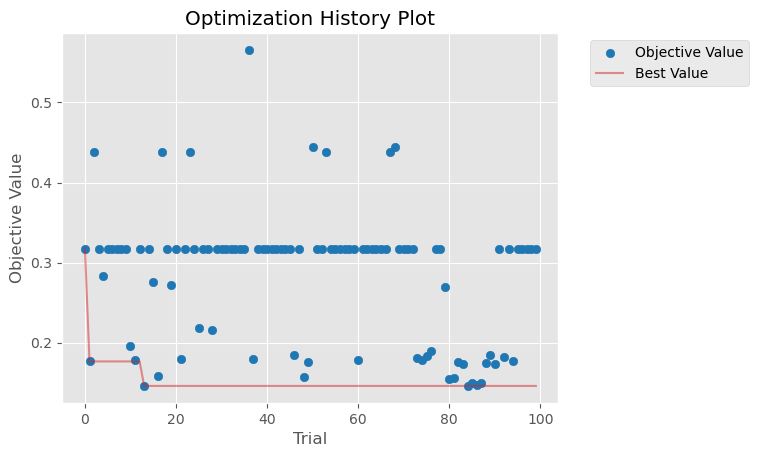 Optimization History Plot
Objective Value
Best Value
Objective Value
0.5
0.4
0.3
0.2
0 20 40 60 80 100
Trial